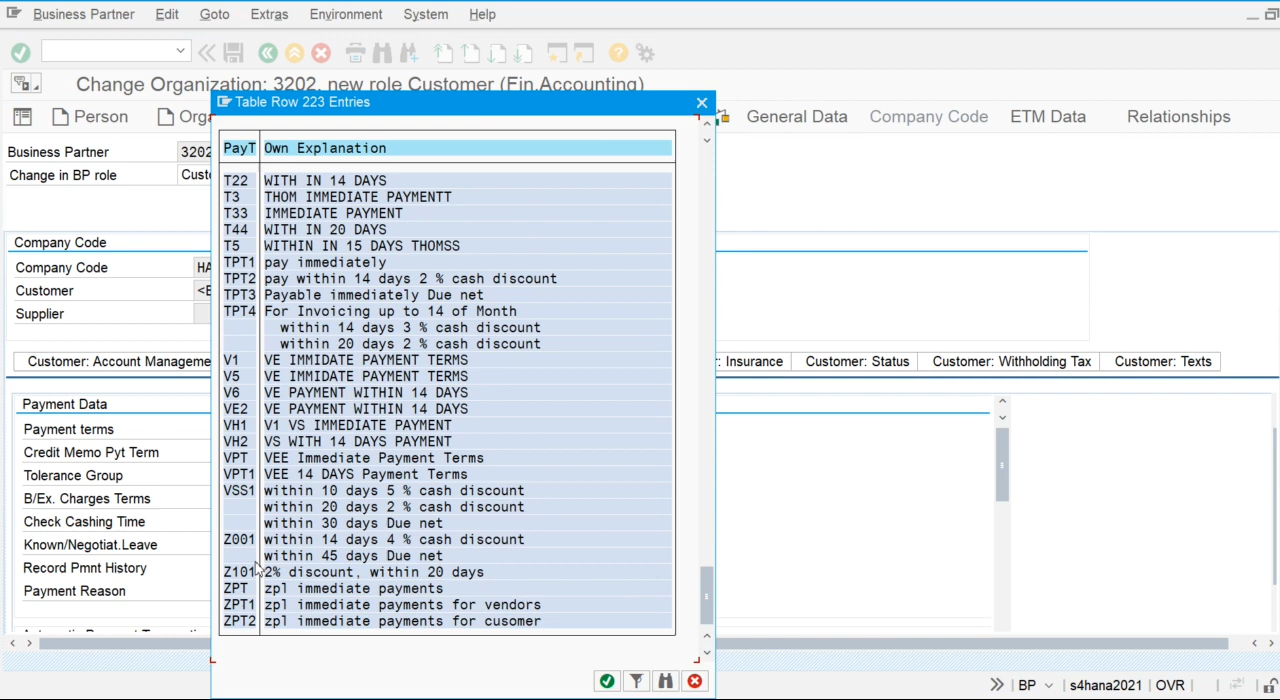 Business Partner Edit Goto Extras Environment System Help
Change Organization: 3202, new role Customer (Fin.Accounting)
Table Row 223 Entries
Person
General Data Company Code ETM Data Relationships
Business Partner 3202
Change in BP role
Company Code
Company Code
Customer
Supplier
: Insurance Customer: Status Customer: Withholding Tax Customer: Texts
Payment Data
Payment terms
Credit Memo Pyt Term
Tolerance Group
B/Ex. Charges Terms
Check Cashing Time
Known/Negotiat.Leave
Record Pmnt History
Payment Reason
PayT Own Explanation
T22 WITH IN 14 DAYS
T3 THOM IMMEDIATE PAYMENTT
T33 IMMEDIATE PAYMENT
T44 WITH IN 20 DAYS
T5 WITHIN IN 15 DAYS THOMSS
TPT1 pay immediately
TPT2 pay within 14 days 2 % cash discount
TPT3 Payable immediately Due net
TPT4 For Invoicing up to 14 of Month
within 14 days 3 % cash discount
within 20 days 2 % cash discount
V1 VE IMMIDATE PAYMENT TERMS
V5 VE IMMIDATE PAYMENT TERMS
V6 VE PAYMENT WITHIN 14 DAYS
VE2 VE PAYMENT WITHIN 14 DAYS
VH1 V1 VS IMMEDIATE PAYMENT
VH2 VS WITH 14 DAYS PAYMENT
VPT VEE Immediate Payment Terms
VPT1 VEE 14 DAYS Payment Terms
VSS1 within 10 days 5 % cash discount
within 20 days 2 % cash discount
within 30 days Due net
Z001 within 14 days 4 % cash discount
within 45 days Due net
Z101 2% discount, within 20 days
ZPT zpl immediate payments
ZPT1 zpl immediate payments for vendors
ZPT2 zpl immediate payments for cusomer
BP s4hana2021 OVR